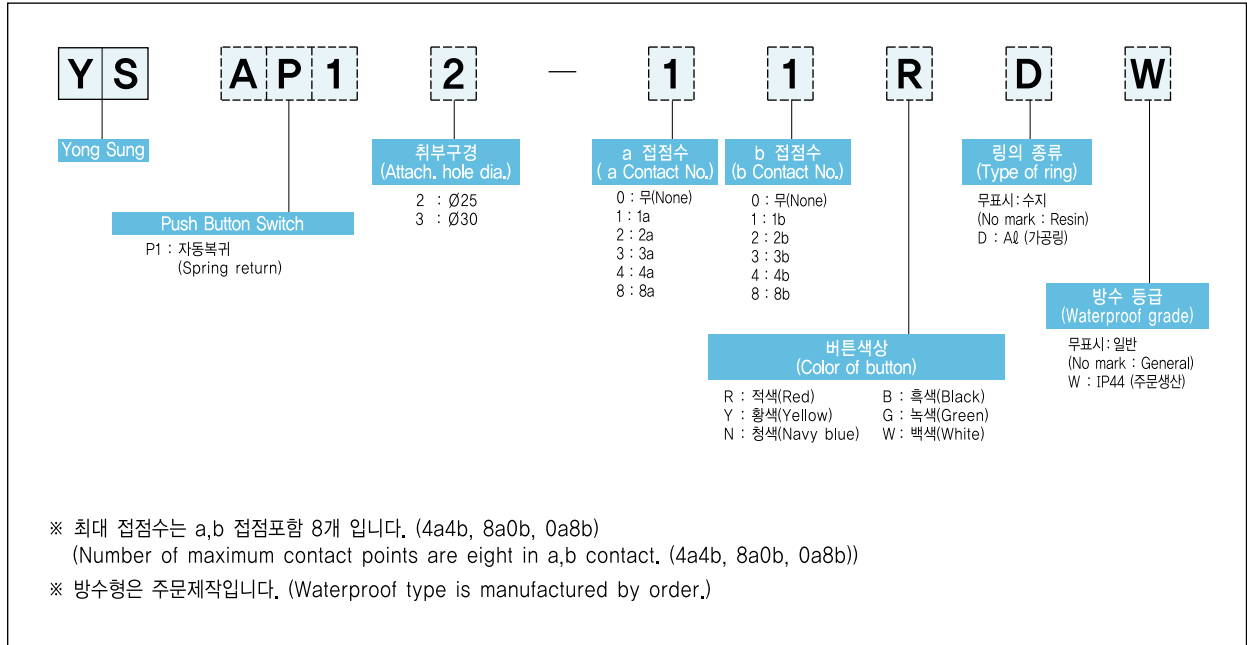 YS AP1 2 — 1 1 R D W
Yong Sung
Push Button Switch
P1 : 자동복귀
(Spring return)
취부구경
(Attach. hole dia.)
2 : Ø25
3 : Ø30
a 접점수
( a Contact No.)
0 : 무(None)
1 : 1a
2 : 2a
3 : 3a
4 : 4a
8 : 8a
b 접점수
(b Contact No.)
0 : 무(None)
1 : 1b
2 : 2b
3 : 3b
4 : 4b
8 : 8b
버튼색상
(Color of button)
R : 적색(Red)
Y : 황색(Yellow)
N : 청색(Navy blue)
B : 흑색(Black)
G : 녹색(Green)
W : 백색(White)
링의 종류
(Type of ring)
무표시: 수지
(No mark : Resin)
D : Aℓ (가공링)
방수 등급
(Waterproof grade)
무표시: 일반
(No mark : General)
W : IP44 (주문생산)
※ 최대 접점수는 a,b 접점포함 8개 입니다. (4a4b, 8a0b, 0a8b)
(Number of maximum contact points are eight in a,b contact. (4a4b, 8a0b, 0a8b))
※ 방수형은 주문제작입니다. (Waterproof type is manufactured by order.)